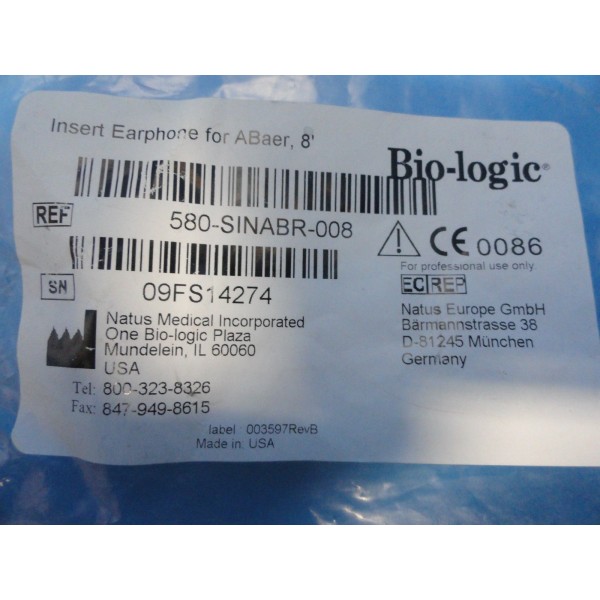 Insert Earphone for ABaer, 8'
Bio-logic®
REF 580-SINABR-008
CE 0086
For professional use only
SN 09FS14274
EC REP
Natus Medical Incorporated
One Bio-logic Plaza
Mundelein, IL 60060
USA
Tel: 800-323-8326
Fax: 847-949-8615
Natus Europe GmbH
Bärmannstrasse 38
D-81245 München
Germany
label: 003597RevB
Made in: USA